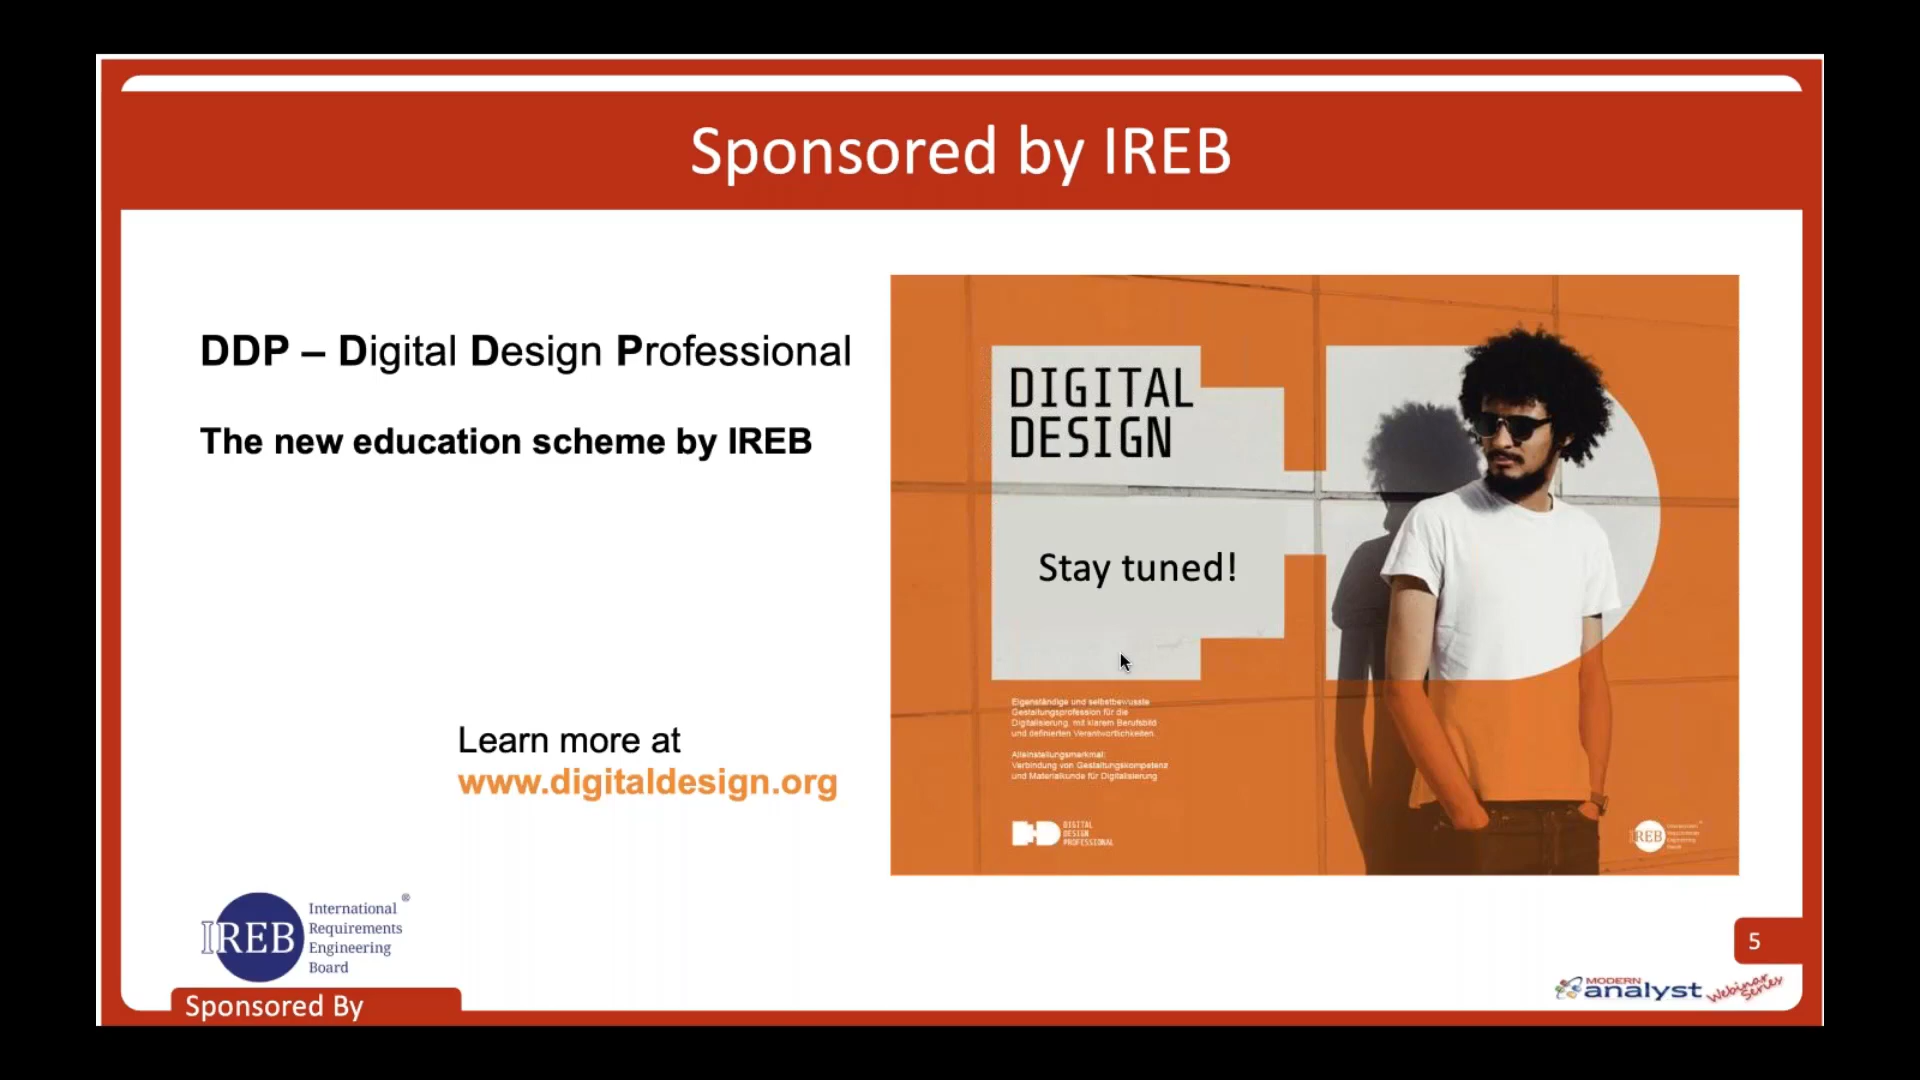 Sponsored by IREB
DDP – Digital Design Professional
The new education scheme by IREB
Learn more at
www.digitaldesign.org
DIGITAL
DESIGN
Stay tuned!
Eigenständige und selbstbewusste
Gestaltungsprofession für die
Digitalisierung, mit klarem Berufsbild
und definierten Verantwortlichkeiten.
Alleinstellungsmerkmal:
Verbindung von Gestaltungskompetenz
und Materialkunde für Digitalisierung
DIGITAL
DESIGN
PROFESSIONAL
IREB
IREB
International ®
Requirements
Engineering
Board
Sponsored By
5
MODERN
analyst
Webinar
Series